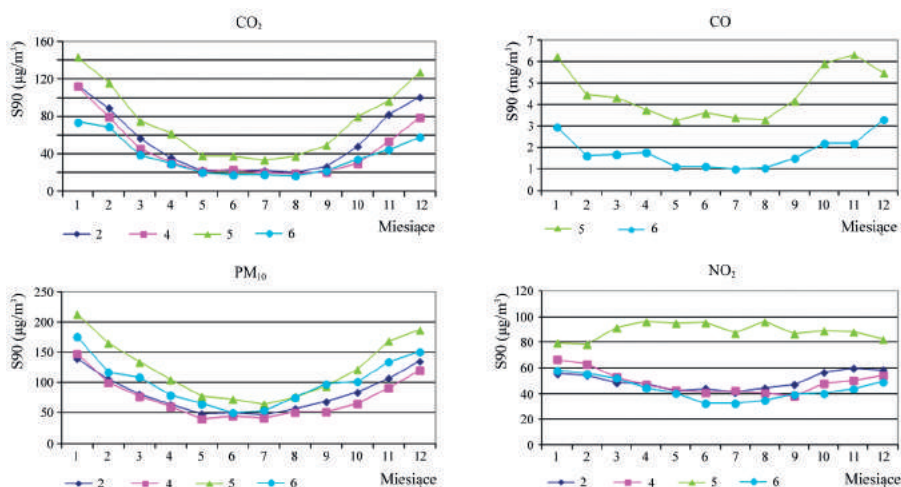 CO₂
S90 (µg/m³)
160
120
80
40
0
1 2 3 4 5 6 7 8 9 10 11 12
2 4 5 6 Miesiące
CO
S90 (mg/m³)
7
6
5
4
3
2
1
0
1 2 3 4 5 6 7 8 9 10 11 12
5 6 Miesiące
PM₁₀
S90 (µg/m³)
250
200
150
100
50
0
1 2 3 4 5 6 7 8 9 10 11 12
2 4 5 6 Miesiące
NO₂
S90 (µg/m³)
120
100
80
60
40
20
0
1 2 3 4 5 6 7 8 9 10 11 12
2 4 5 6 Miesiące